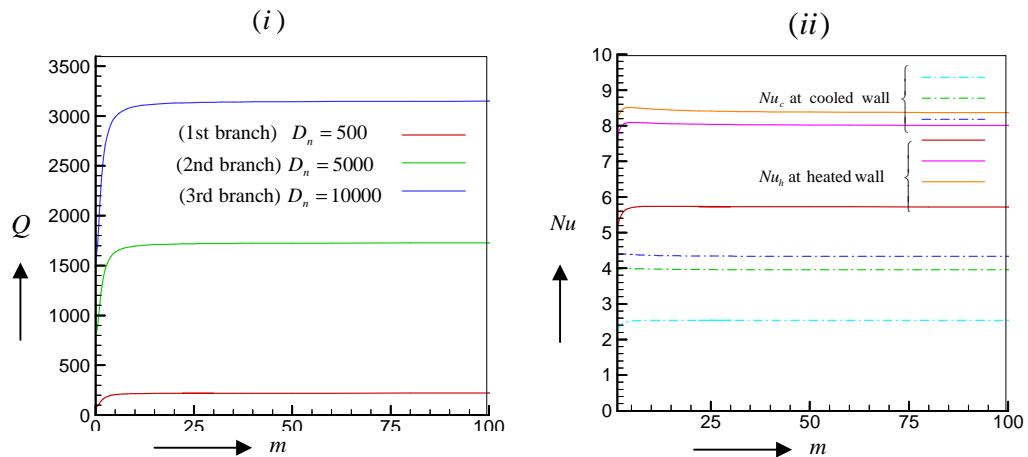 (i)
3500
3000
2500
2000
1500
1000
500
0
Q
(1st branch) D_n = 500
(2nd branch) D_n = 5000
(3rd branch) D_n = 10000
0 25 50 75 100
m
(ii)
10
9
8
7
6
5
4
3
2
1
0
Nu
Nu_c at cooled wall
Nu_h at heated wall
25 50 75 100
m